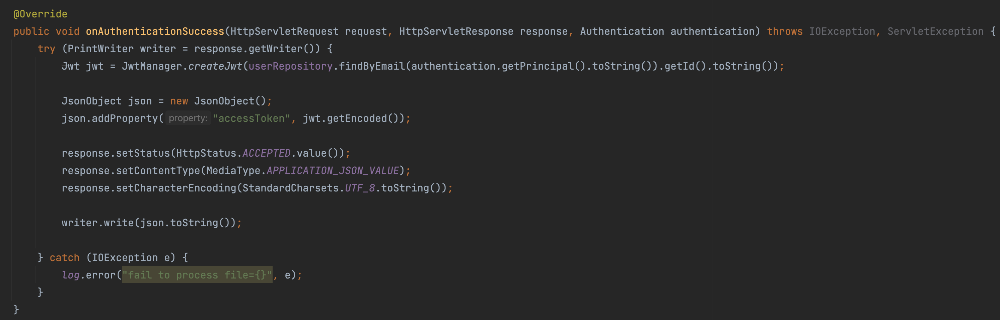 @Override
public void onAuthenticationSuccess(HttpServletRequest request, HttpServletResponse response, Authentication authentication) throws IOException, ServletException {
try (PrintWriter writer = response.getWriter()) {
Jwt jwt = JwtManager.createJwt(userRepository.findByEmail(authentication.getPrincipal().toString()).getId().toString());
JsonObject json = new JsonObject();
json.addProperty( property: "accessToken", jwt.getEncoded());
response.setStatus(HttpStatus.ACCEPTED.value());
response.setContentType(MediaType.APPLICATION_JSON_VALUE);
response.setCharacterEncoding(StandardCharsets.UTF_8.toString());
writer.write(json.toString());
} catch (IOException e) {
log.error("fail to process file={}", e);
}
}